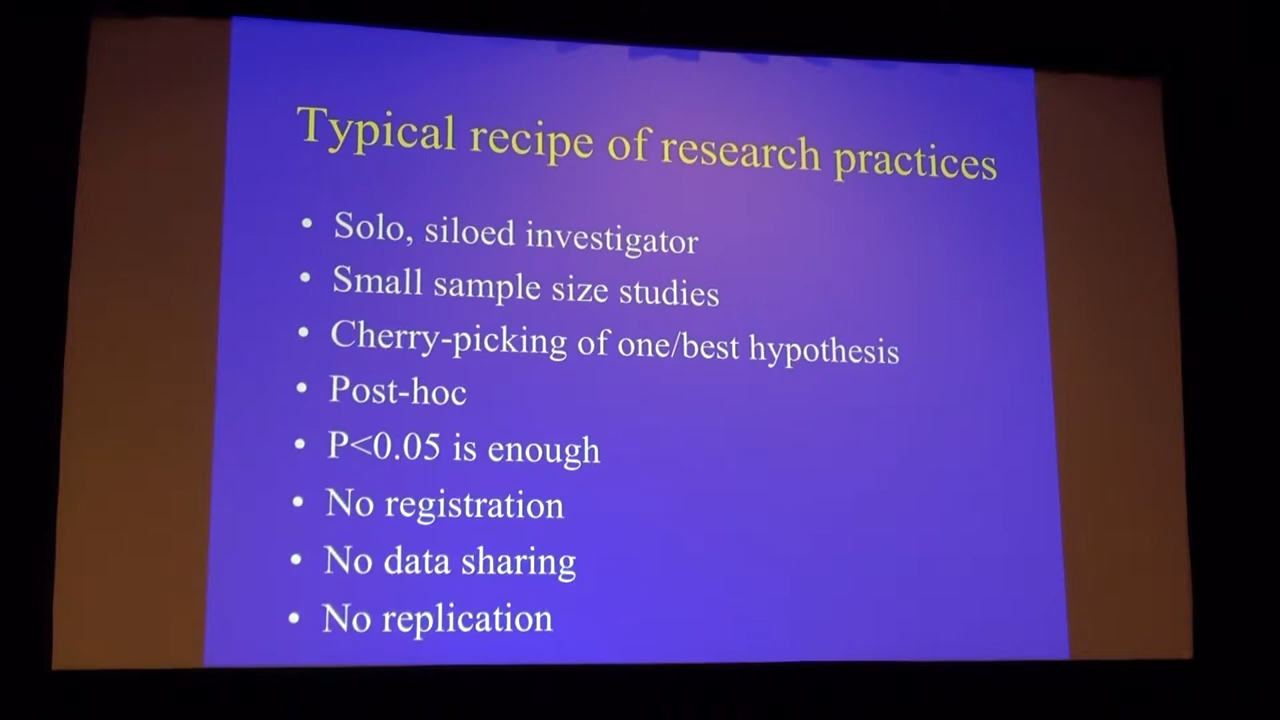 Typical recipe of research practices
• Solo, siloed investigator
• Small sample size studies
• Cherry-picking of one/best hypothesis
• Post-hoc
• P<0.05 is enough
• No registration
• No data sharing
• No replication